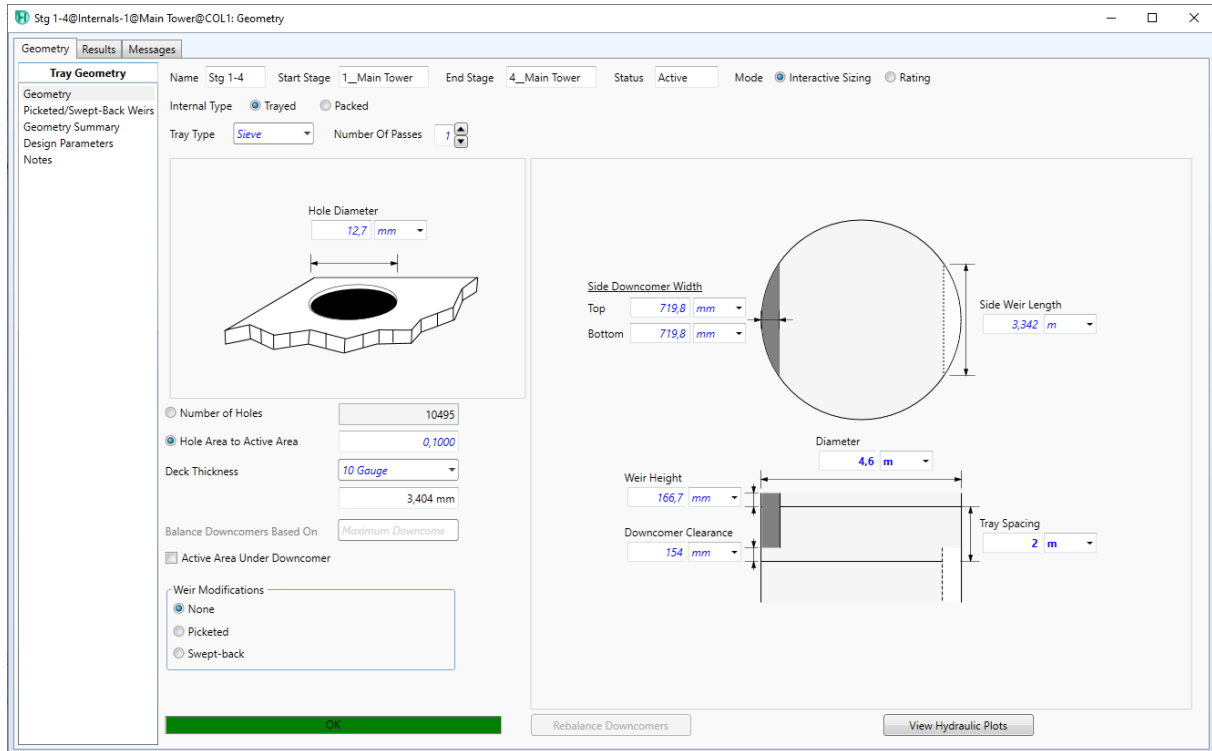 Stg 1-4@Internals-1@Main Tower@COL1: Geometry
Geometry Results Messages
Tray Geometry
Geometry
Picketed/Swept-Back Weirs
Geometry Summary
Design Parameters
Notes
Name Stg 1-4 Start Stage 1__Main Tower End Stage 4__Main Tower Status Active Mode Interactive Sizing Rating
Internal Type Trayed Packed
Tray Type Sieve Number Of Passes 1
Hole Diameter
12,7 mm
Number of Holes 10495
Hole Area to Active Area 0,1000
Deck Thickness 10 Gauge
3,404 mm
Balance Downcomers Based On Maximum Downcome
Active Area Under Downcomer
Weir Modifications
None
Picketed
Swept-back
OK
Side Downcomer Width
Top 719,8 mm
Bottom 719,8 mm
Side Weir Length
3,342 m
Diameter
4,6 m
Weir Height
166,7 mm
Downcomer Clearance
154 mm
Tray Spacing
2 m
Rebalance Downcomers
View Hydraulic Plots